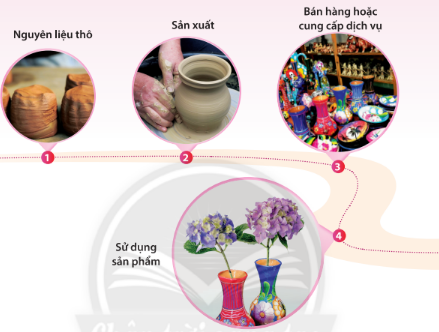 Nguyên liệu thô
Sản xuất
Bán hàng hoặc
cung cấp dịch vụ
1
2
3
4
Sử dụng
sản phẩm